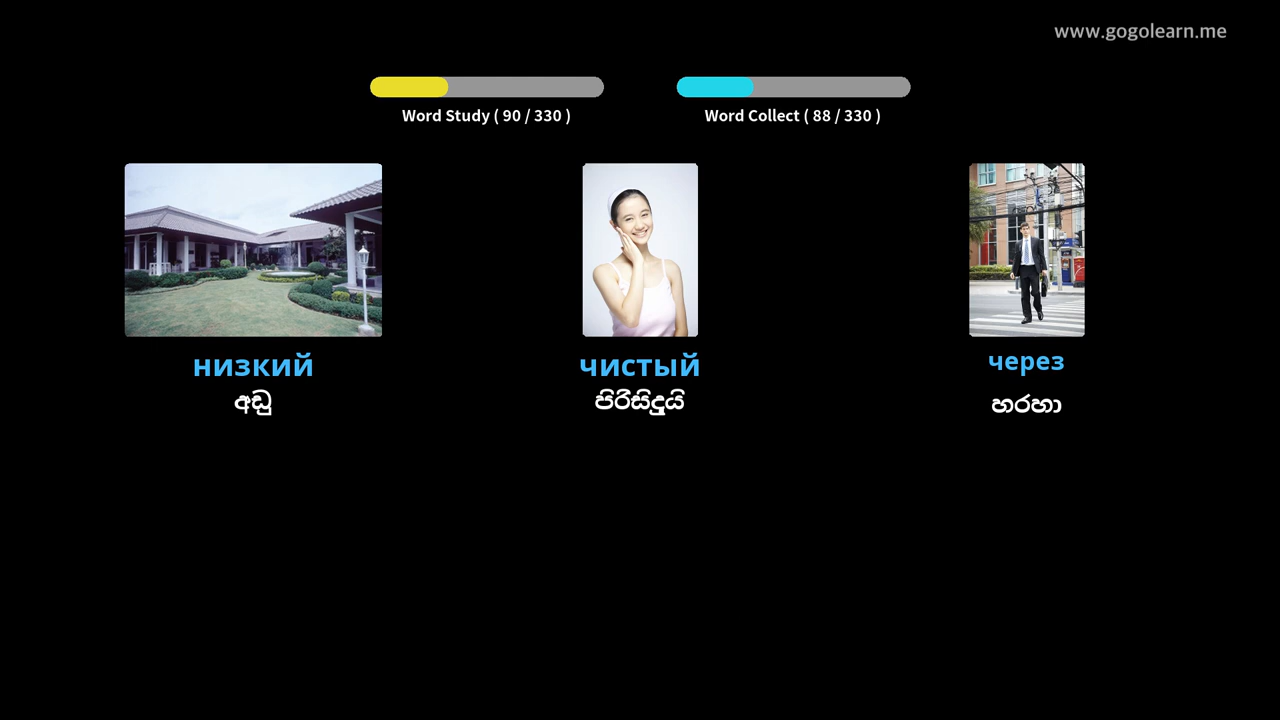 www.gogolearn.me
Word Study ( 90 / 330 )
Word Collect ( 88 / 330 )
низкий
අඩු
чистый
පිරිසිදුයි
через
හරහා